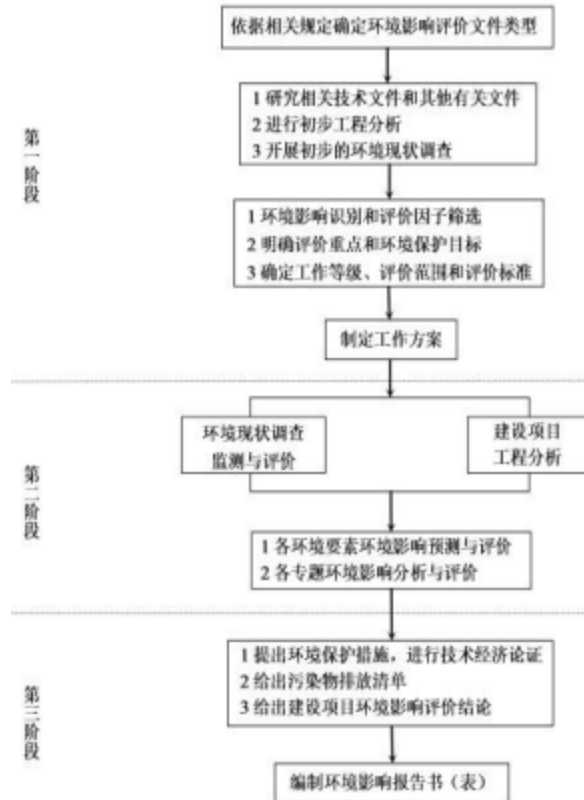 依据相关规定确定环境影响评价文件类型
1 研究相关技术文件和其他有关文件
2 进行初步工程分析
3 开展初步的环境现状调查
第一阶段
1 环境影响识别和评价因子筛选
2 明确评价重点和环境保护目标
3 确定工作等级、评价范围和评价标准
制定工作方案
环境现状调查
监测与评价
建设项目
工程分析
第二阶段
1 各环境要素环境影响预测与评价
2 各专题环境影响分析与评价
1 提出环境保护措施，进行技术经济论证
2 给出污染物排放清单
3 给出建设项目环境影响评价结论
第三阶段
编制环境影响报告书（表）